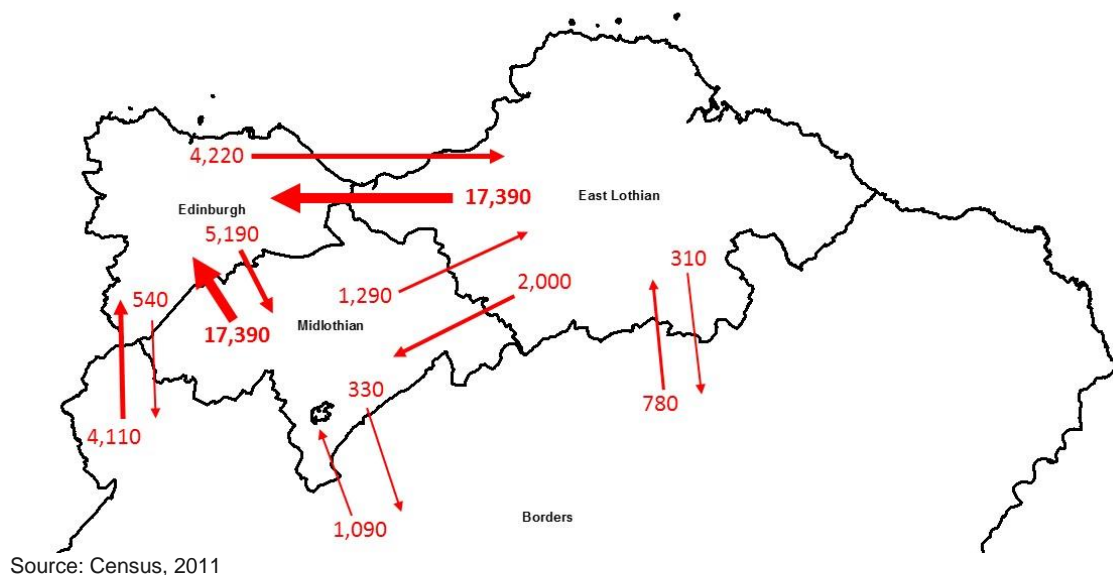 4,220
17,390
East Lothian
Edinburgh
5,190
310
2,000
540
1,290
Midlothian
17,390
330
780
4,110
Borders
1,090
Source: Census, 2011